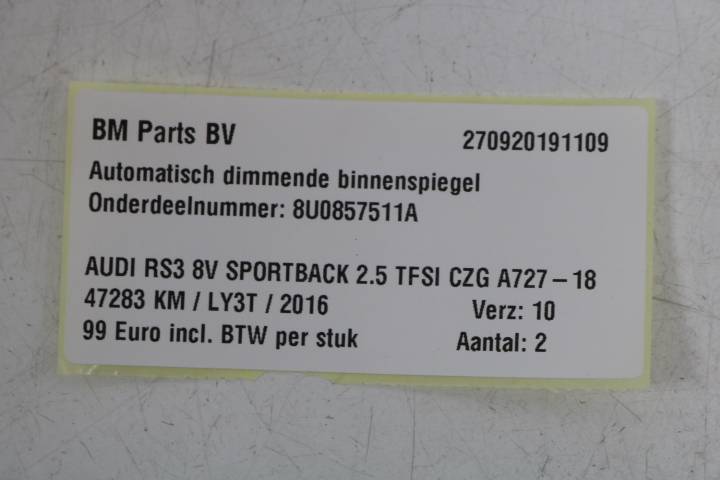 BM Parts BV 270920191109
Automatisch dimmende binnenspiegel
Onderdeelnummer: 8U0857511A
AUDI RS3 8V SPORTBACK 2.5 TFSI CZG A727-18
47283 KM / LY3T / 2016 Verz: 10
99 Euro incl. BTW per stuk Aantal: 2